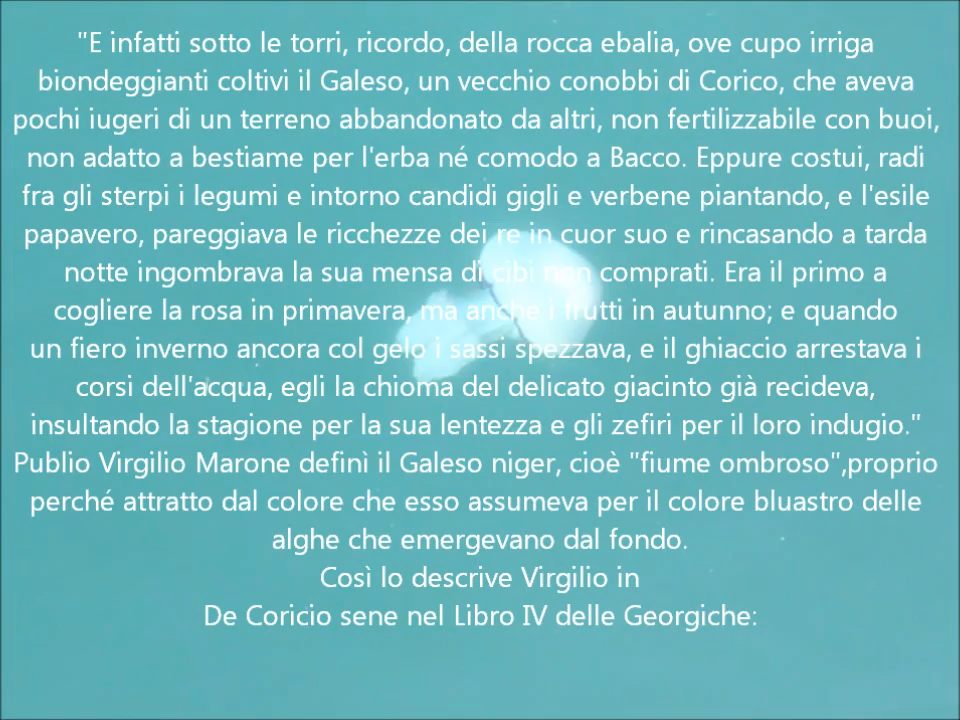 "E infatti sotto le torri, ricordo, della rocca ebalia, ove cupo irriga
biondeggianti coltivi il Galeso, un vecchio conobbi di Corico, che aveva
pochi iugeri di un terreno abbandonato da altri, non fertilizzabile con buoi,
non adatto a bestiame per l'erba né comodo a Bacco. Eppure costui, radi
fra gli sterpi i legumi e intorno candidi gigli e verbene piantando, e l'esile
papavero, pareggiava le ricchezze dei re in cuor suo e rincasando a tarda
notte ingombrava la sua mensa di cibi non comprati. Era il primo a
cogliere la rosa in primavera, ma anche i frutti in autunno; e quando
un fiero inverno ancora col gelo i sassi spezzava, e il ghiaccio arrestava i
corsi dell'acqua, egli la chioma del delicato giacinto già recideva,
insultando la stagione per la sua lentezza e gli zefiri per il loro indugio."
Publio Virgilio Marone definì il Galeso niger, cioè "fiume ombroso",proprio
perché attratto dal colore che esso assumeva per il colore bluastro delle
alghe che emergevano dal fondo.
Così lo descrive Virgilio in
De Coricio sene nel Libro IV delle Georgiche: